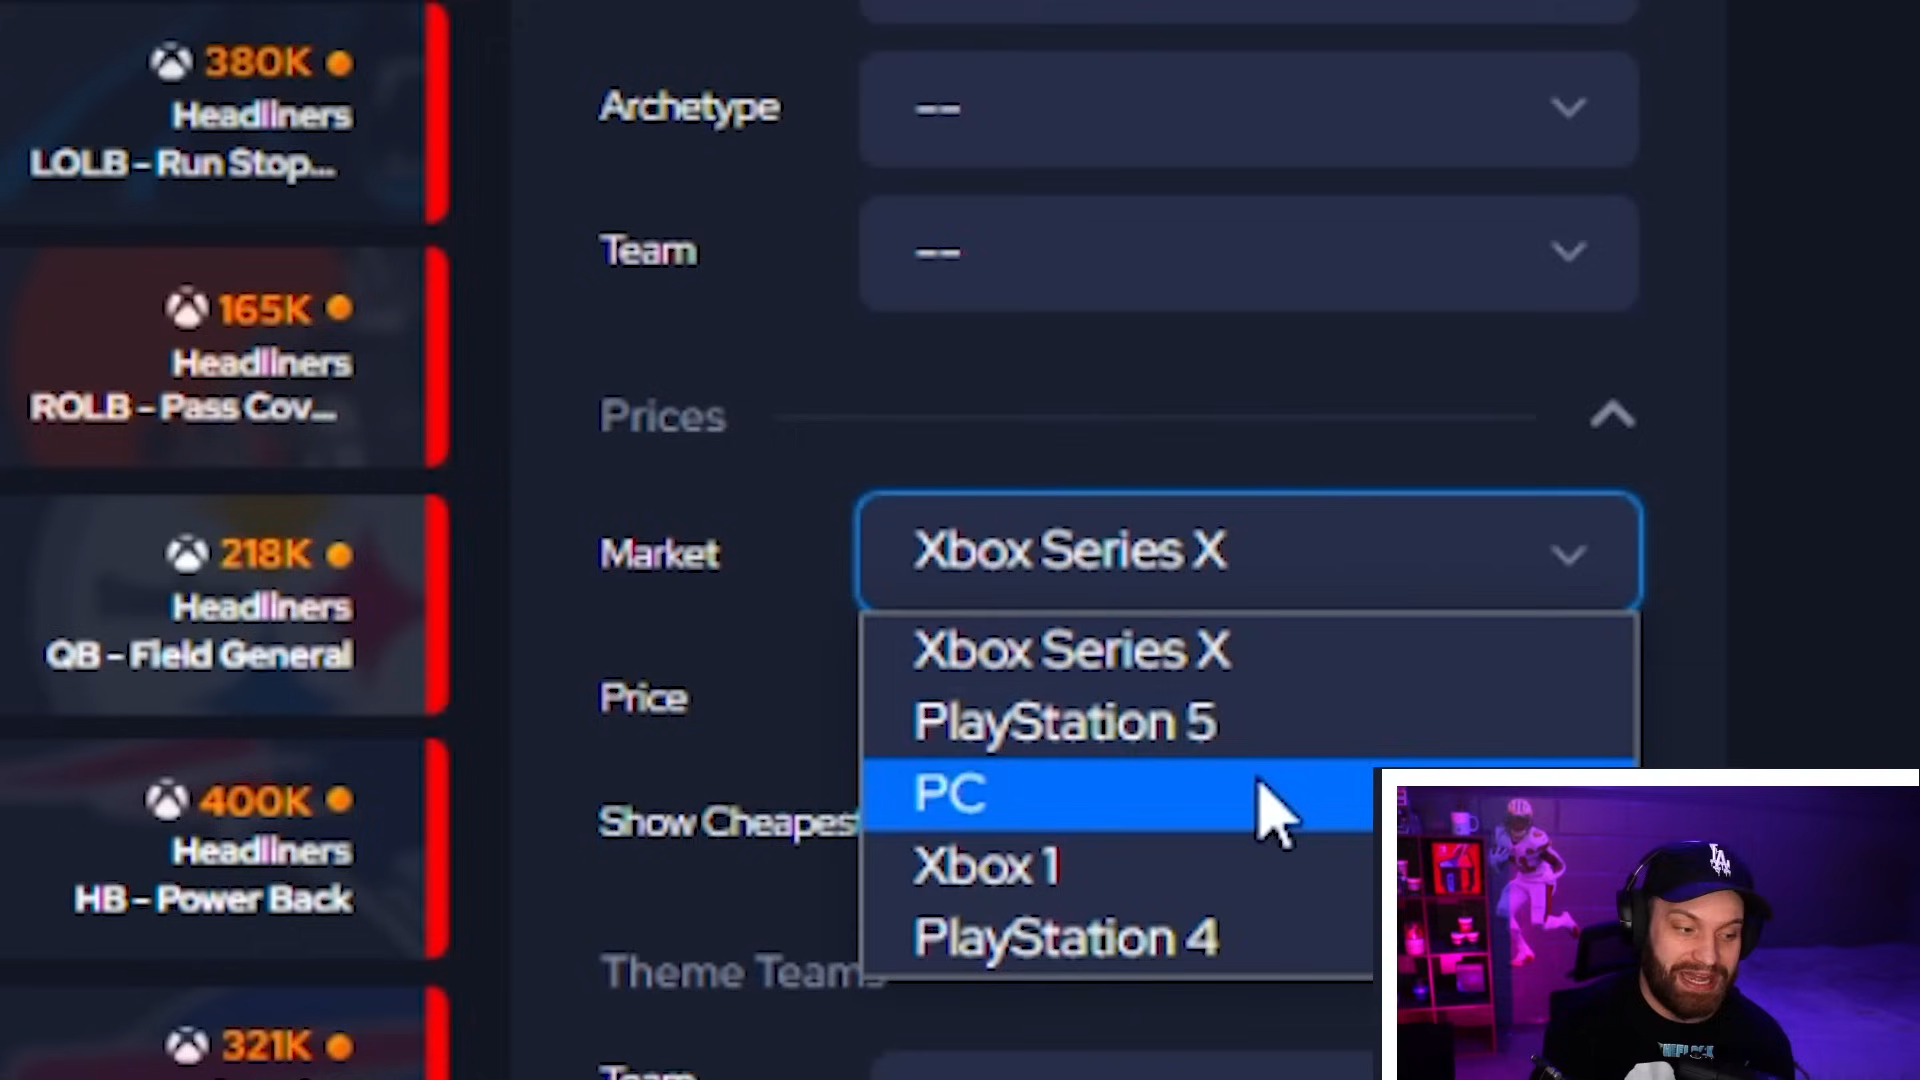 380K
Headliners
LOLB - Run Stop...
165K
Headliners
ROLB - Pass Cov...
218K
Headliners
QB - Field General
400K
Headliners
HB - Power Back
321K
Archetype
--
Team
--
Prices
Market
Xbox Series X
Xbox Series X
PlayStation 5
PC
Xbox 1
PlayStation 4
Price
Show Cheapest
Theme Teams
Team
LA